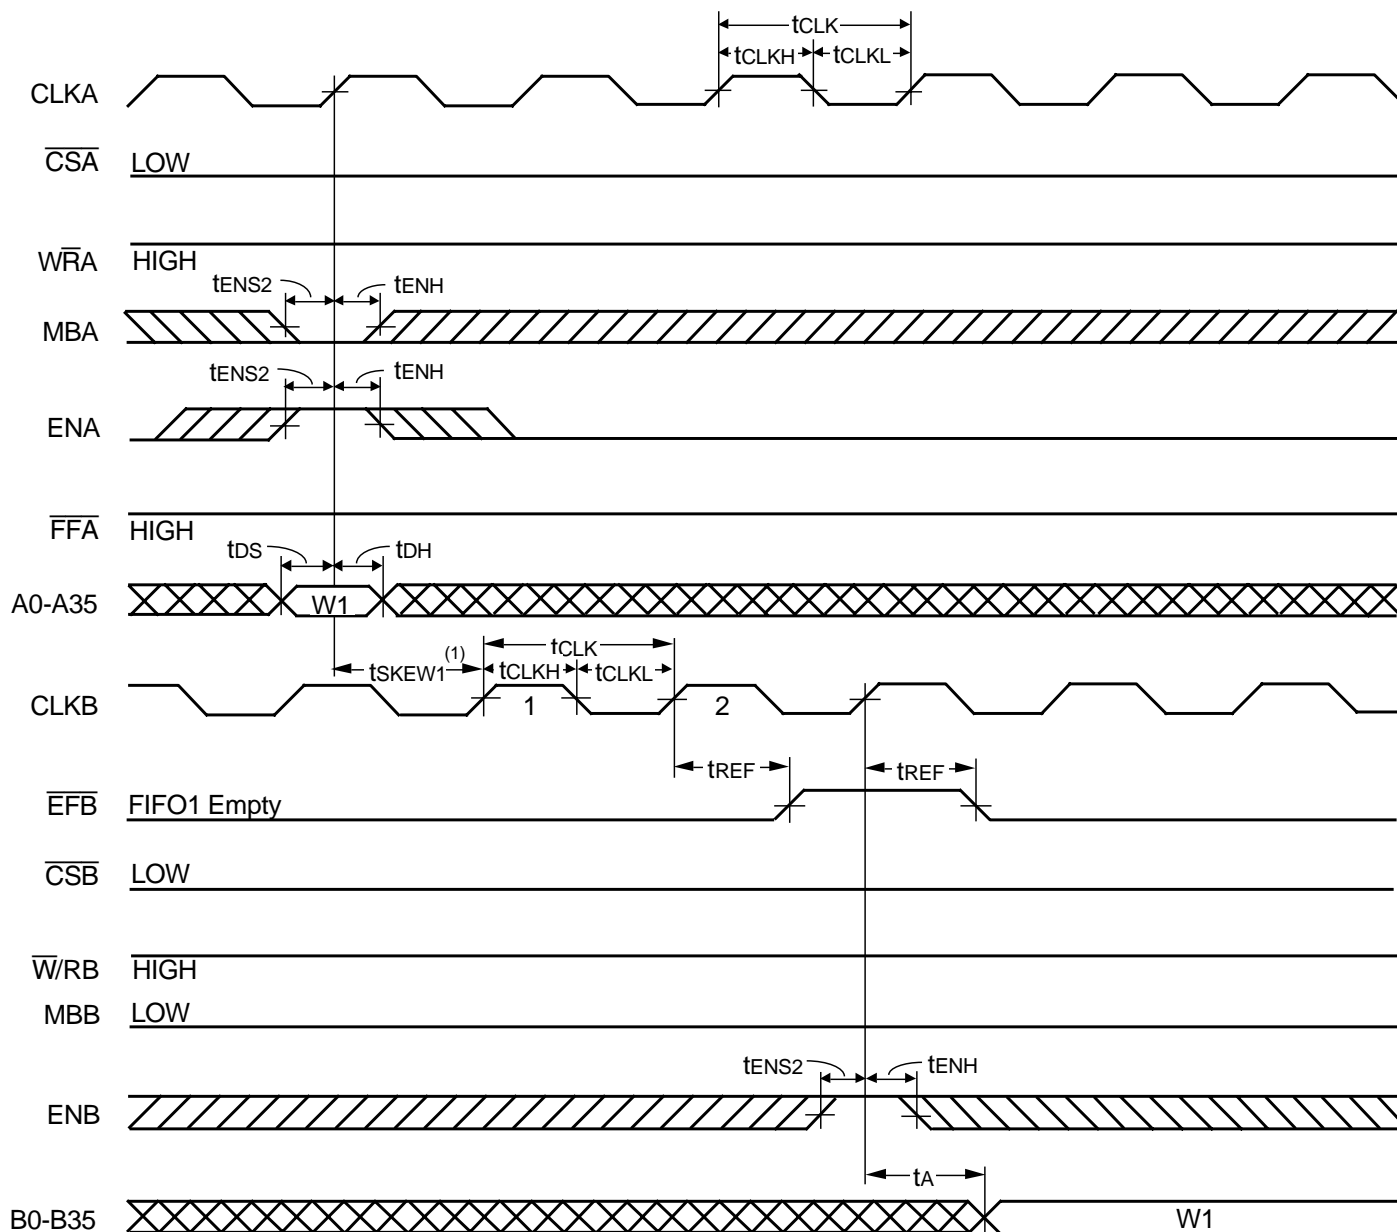 tCLK
tCLKH tCLKL
CLKA
CSA LOW
WRA HIGH
tENS2 tENH
MBA
tENS2 tENH
ENA
FFA HIGH
tDS tDH
A0-A35 W1
tSKEW1(1) tCLK
tCLKH tCLKL
CLKB 1 2
tREF tREF
EFB FIFO1 Empty
CSB LOW
W/RB HIGH
MBB LOW
tENS2 tENH
ENB
tA
B0-B35 W1